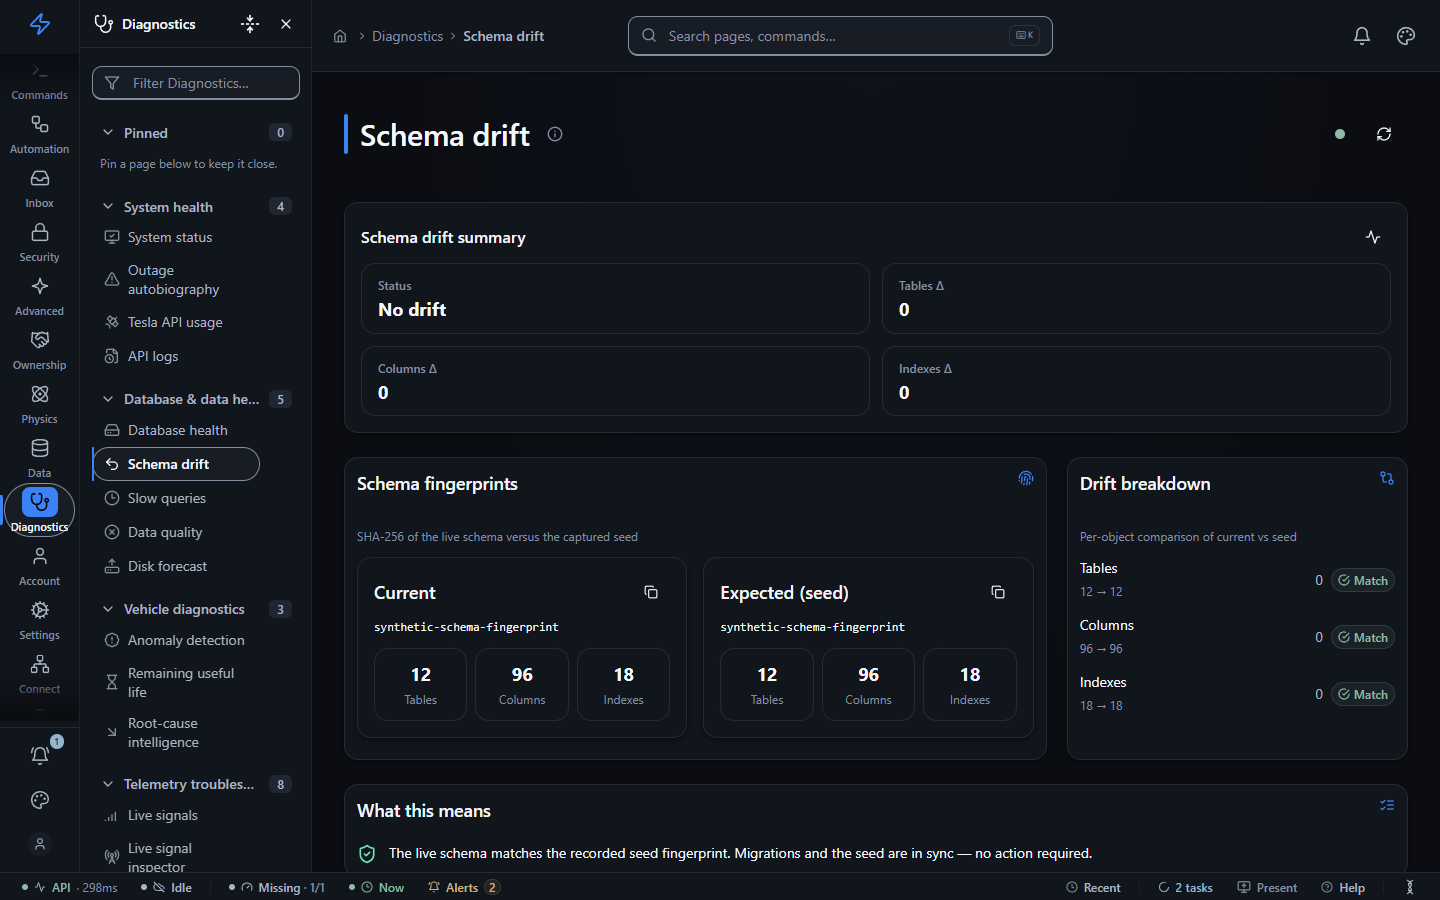 Commands
Automation
Inbox
Security
Advanced
Ownership
Physics
Data
Diagnostics
Account
Settings
Connect
1
Diagnostics
Filter Diagnostics...
Pinned 0
Pin a page below to keep it close.
System health 4
System status
Outage
autobiography
Tesla API usage
API logs
Database & data he... 5
Database health
Schema drift
Slow queries
Data quality
Disk forecast
Vehicle diagnostics 3
Anomaly detection
Remaining useful
life
Root-cause
intelligence
Telemetry troubles... 8
Live signals
Live signal
inspector
Diagnostics
Schema drift
Search pages, commands...
K
Schema drift
Schema drift summary
Status
No drift
Tables Δ
0
Columns Δ
0
Indexes Δ
0
Schema fingerprints
SHA-256 of the live schema versus the captured seed
Current
synthetic-schema-fingerprint
12 96 18
Tables Columns Indexes
Expected (seed)
synthetic-schema-fingerprint
12 96 18
Tables Columns Indexes
Drift breakdown
Per-object comparison of current vs seed
Tables
12 → 12
0 Match
Columns
96 → 96
0 Match
Indexes
18 → 18
0 Match
What this means
The live schema matches the recorded seed fingerprint. Migrations and the seed are in sync — no action required.
API · 298ms
Idle
Missing · 1/1
Now
Alerts 2
Recent
2 tasks
Present
Help